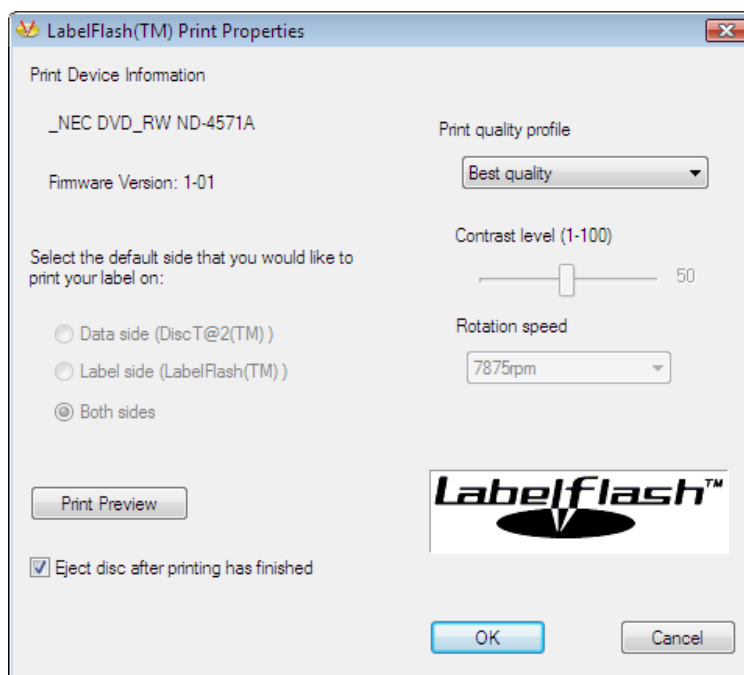 LabelFlash(TM) Print Properties
Print Device Information
_NEC DVD_RW ND-4571A
Firmware Version: 1-01
Select the default side that you would like to
print your label on:
Data side (DiscT@2(TM) )
Label side (LabelFlash(TM) )
Both sides
Print Preview
Eject disc after printing has finished
Print quality profile
Best quality
Contrast level (1-100)
50
Rotation speed
7875rpm
Labelflash™
OK
Cancel